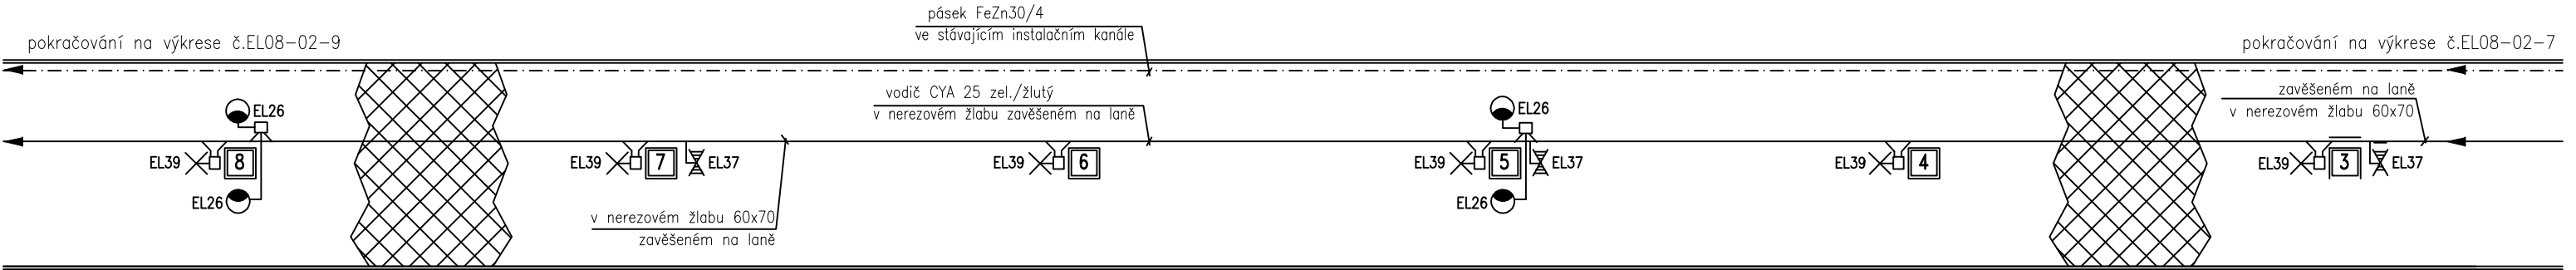 pásek FeZn30/4
ve stávajícím instalačním kanále
pokračování na výkrese č.EL08-02-9
pokračování na výkrese č.EL08-02-7
vodič CYA 25 zel./žlutý
v nerezovém žlabu zavěšeném na laně
zavěšeném na laně
v nerezovém žlabu 60x70
EL26
EL26
EL39
8
EL39
7
EL37
EL39
6
EL39
5
EL37
EL39
4
EL39
3
EL37
EL26
EL26
v nerezovém žlabu 60x70
zavěšeném na laně